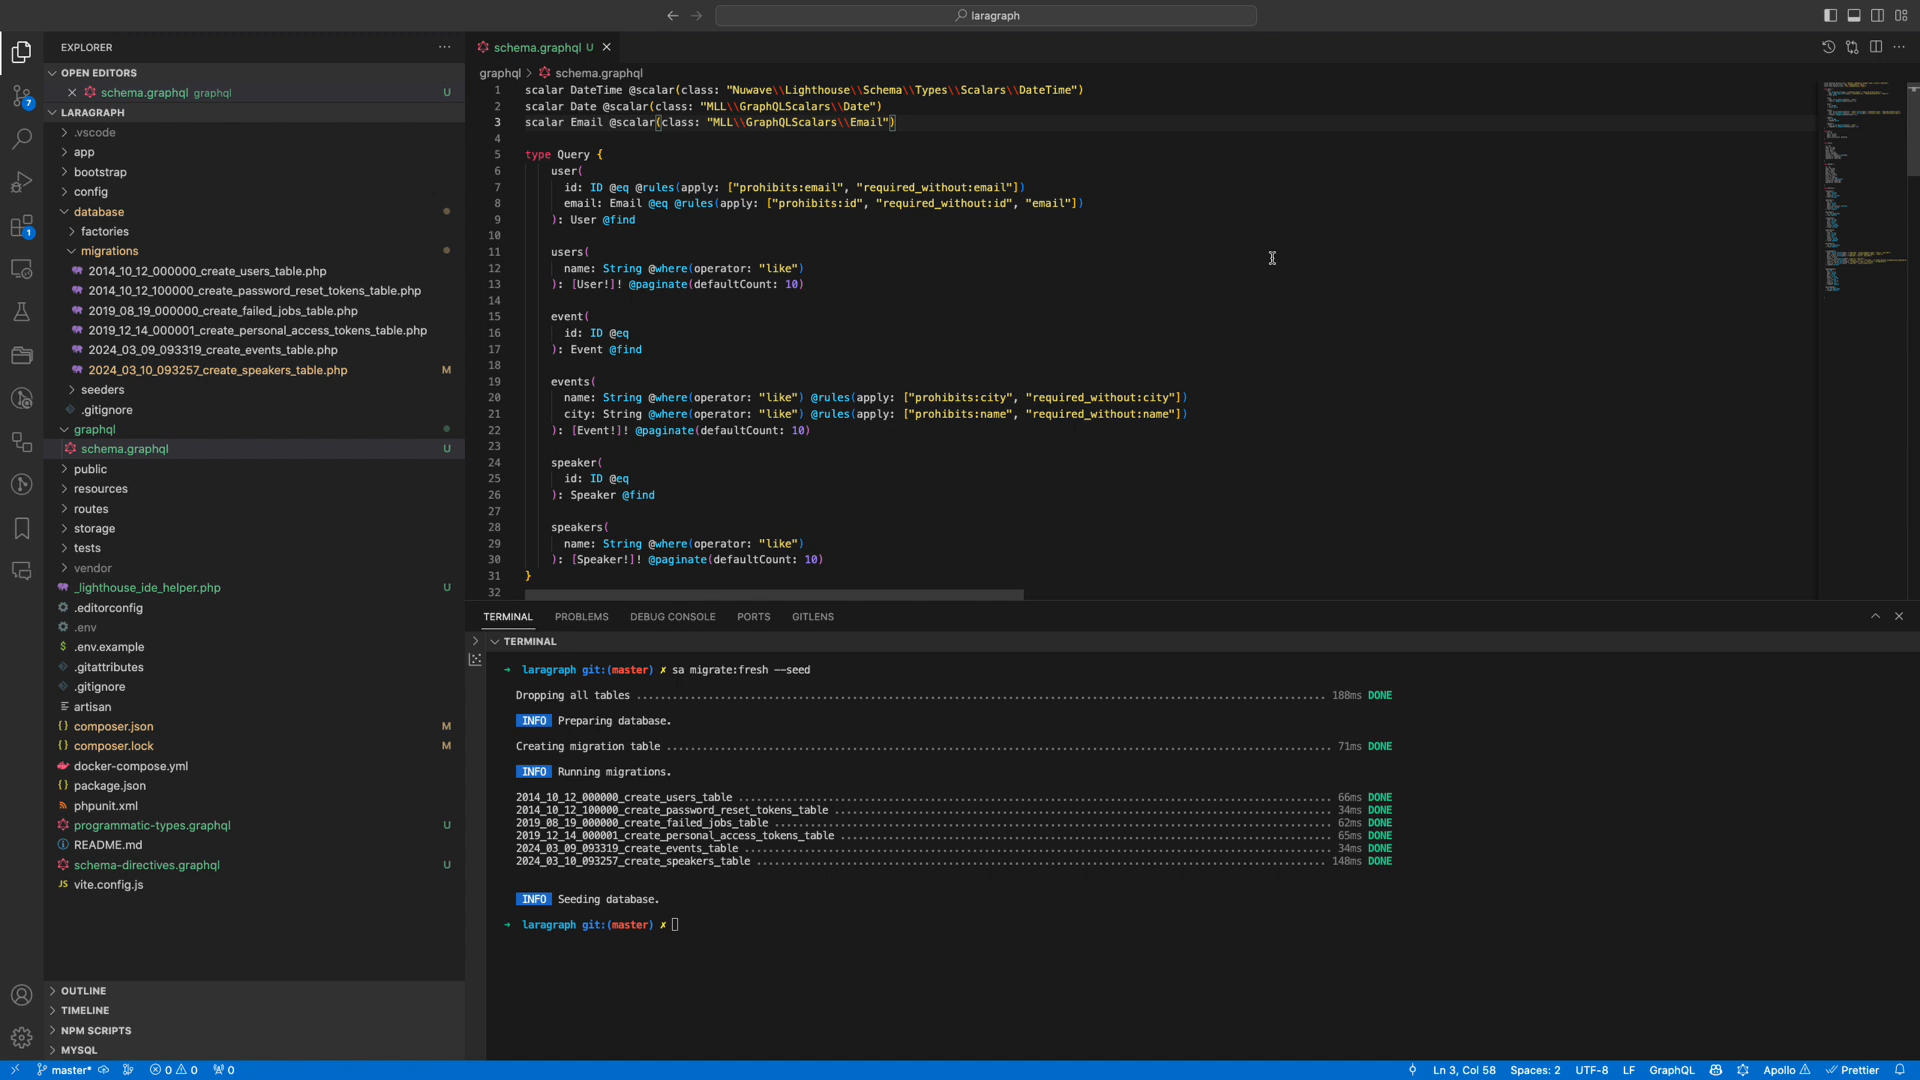 laragraph
EXPLORER
OPEN EDITORS
schema.graphql graphql U
LARAGRAPH
.vscode
app
bootstrap
config
database
factories
migrations
2014_10_12_000000_create_users_table.php
2014_10_12_100000_create_password_reset_tokens_table.php
2019_08_19_000000_create_failed_jobs_table.php
2019_12_14_000001_create_personal_access_tokens_table.php
2024_03_09_093319_create_events_table.php
2024_03_10_093257_create_speakers_table.php M
seeders
.gitignore
graphql
schema.graphql U
public
resources
routes
storage
tests
vendor
_lighthouse_ide_helper.php U
.editorconfig
.env
.env.example
.gitattributes
.gitignore
artisan
composer.json M
composer.lock M
docker-compose.yml
package.json
phpunit.xml
programmatic-types.graphql U
README.md
schema-directives.graphql U
vite.config.js
OUTLINE
TIMELINE
NPM SCRIPTS
MYSQL
7
1
schema.graphql U
graphql > schema.graphql
1 scalar DateTime @scalar(class: "Nuwave\\Lighthouse\\Schema\\Types\\Scalars\\DateTime")
2 scalar Date @scalar(class: "MLL\\GraphQLScalars\\Date")
3 scalar Email @scalar(class: "MLL\\GraphQLScalars\\Email")
4
5 type Query {
6 user(
7 id: ID @eq @rules(apply: ["prohibits:email", "required_without:email"])
8 email: Email @eq @rules(apply: ["prohibits:id", "required_without:id", "email"])
9 ): User @find
10
11 users(
12 name: String @where(operator: "like")
13 ): [User!]! @paginate(defaultCount: 10)
14
15 event(
16 id: ID @eq
17 ): Event @find
18
19 events(
20 name: String @where(operator: "like") @rules(apply: ["prohibits:city", "required_without:city"])
21 city: String @where(operator: "like") @rules(apply: ["prohibits:name", "required_without:name"])
22 ): [Event!]! @paginate(defaultCount: 10)
23
24 speaker(
25 id: ID @eq
26 ): Speaker @find
27
28 speakers(
29 name: String @where(operator: "like")
30 ): [Speaker!]! @paginate(defaultCount: 10)
31 }
32
TERMINAL PROBLEMS DEBUG CONSOLE PORTS GITLENS
TERMINAL
→ laragraph git:(master) ✗ sa migrate:fresh --seed
Dropping all tables ........ 188ms DONE
INFO Preparing database.
Creating migration table ........ 71ms DONE
INFO Running migrations.
2014_10_12_000000_create_users_table ........ 66ms DONE
2014_10_12_100000_create_password_reset_tokens_table ........ 34ms DONE
2019_08_19_000000_create_failed_jobs_table ........ 62ms DONE
2019_12_14_000001_create_personal_access_tokens_table ........ 65ms DONE
2024_03_09_093319_create_events_table ........ 34ms DONE
2024_03_10_093257_create_speakers_table ........ 148ms DONE
INFO Seeding database.
→ laragraph git:(master) ✗
master* 0 0 0 Ln 3, Col 58 Spaces: 2 UTF-8 LF GraphQL Apollo Prettier